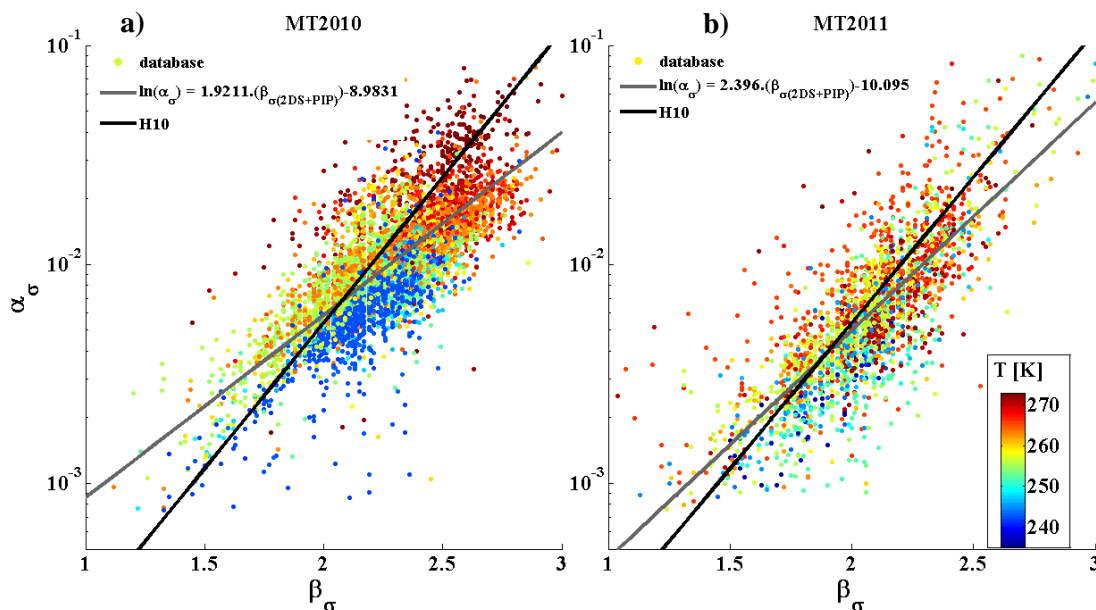 a) MT2010
database
ln(α_σ) = 1.9211.(β_σ(2DS+PIP))-8.9831
H10
10^-1
10^-2
10^-3
α_σ
1 1.5 2 2.5 3
β_σ
b) MT2011
database
ln(α_σ) = 2.396.(β_σ(2DS+PIP))-10.095
H10
10^-1
10^-2
10^-3
T [K]
270
260
250
240
1 1.5 2 2.5 3
β_σ